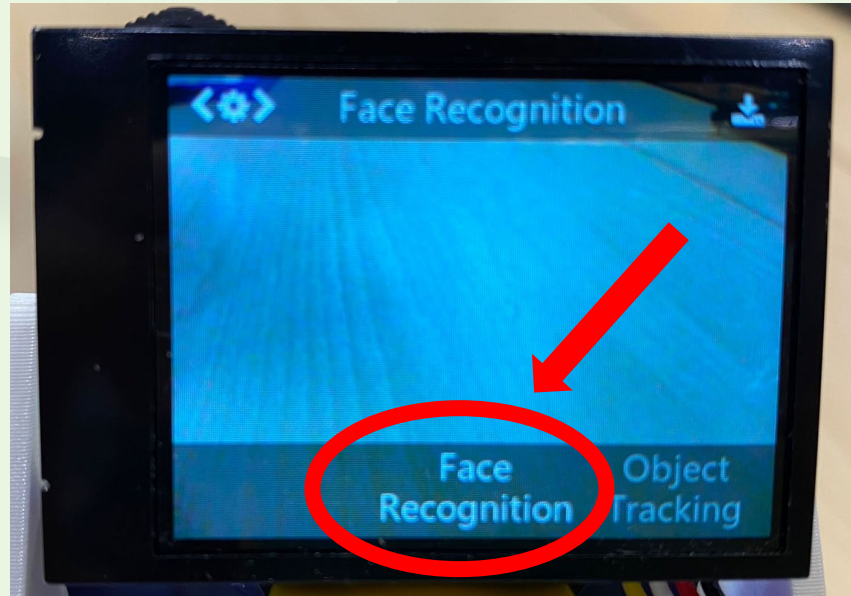 Face Recognition
Face
Recognition
Object
Tracking